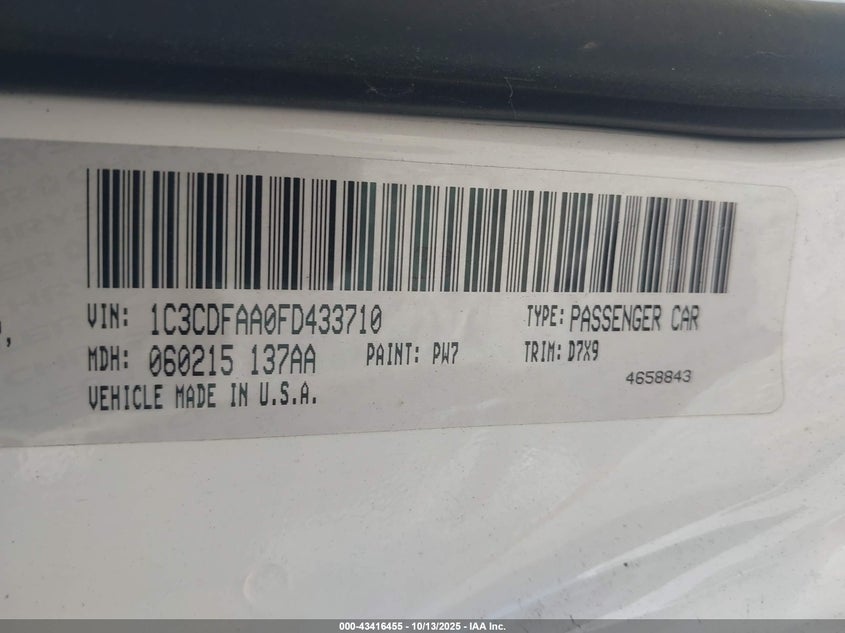 VIN: 1C3CDFAA0FD433710 TYPE: PASSENGER CAR
MDH: 060215 137AA PAINT: PW7 TRIM: D7X9
VEHICLE MADE IN U.S.A. 4658843
000-43416455 - 10/13/2025 - IAA Inc.